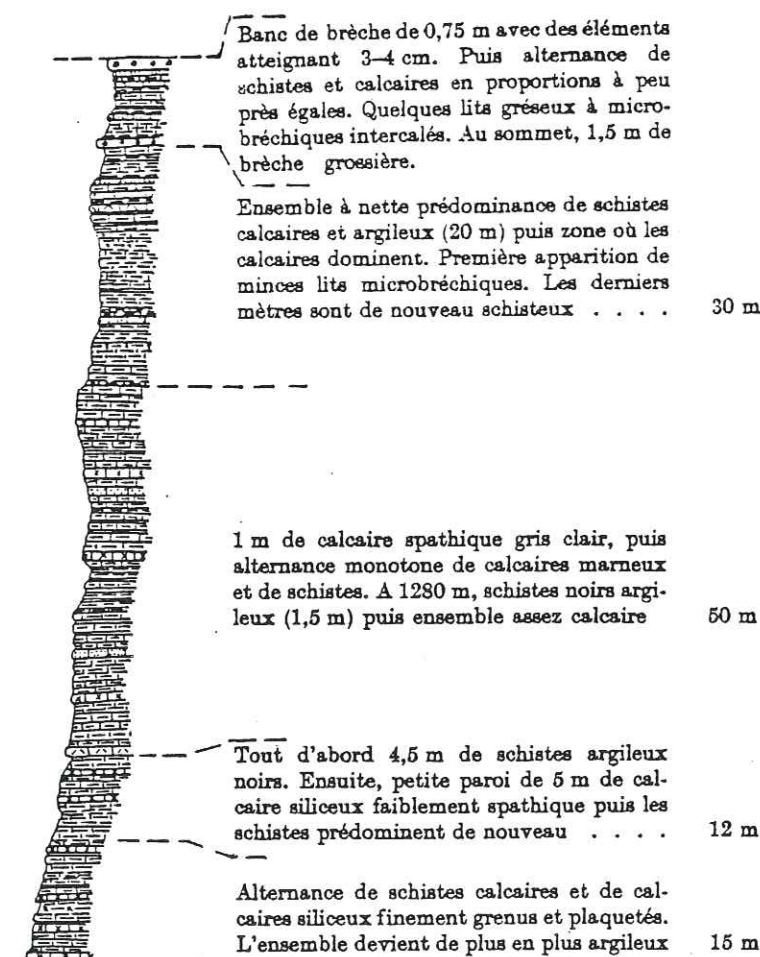 Banc de brèche de 0,75 m avec des éléments
atteignant 3–4 cm. Puis alternance de
schistes et calcaires en proportions à peu
près égales. Quelques lits gréseux à micro-
bréchiques intercalés. Au sommet, 1,5 m de
brèche grossière.
Ensemble à nette prédominance de schistes
calcaires et argileux (20 m) puis zone où les
calcaires dominent. Première apparition de
minces lits microbréchiques. Les derniers
mètres sont de nouveau schisteux . . . . 30 m
1 m de calcaire spathique gris clair, puis
alternance monotone de calcaires marneux
et de schistes. A 1280 m, schistes noirs argi-
leux (1,5 m) puis ensemble assez calcaire 50 m
Tout d'abord 4,5 m de schistes argileux
noirs. Ensuite, petite paroi de 5 m de cal-
caire siliceux faiblement spathique puis les
schistes prédominent de nouveau . . . . 12 m
Alternance de schistes calcaires et de cal-
caires siliceux finement grenus et plaquetés.
L'ensemble devient de plus en plus argileux 15 m